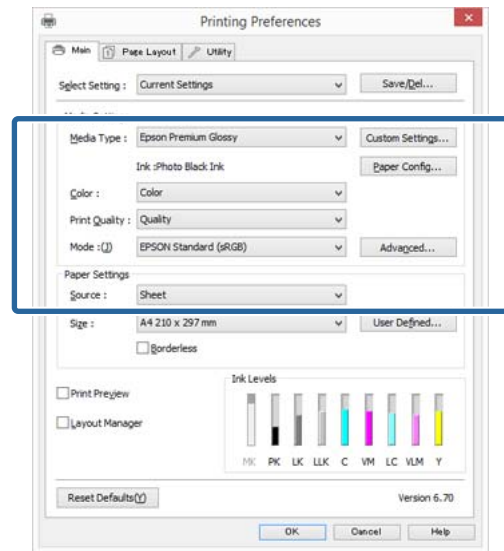 Printing Preferences
Main Page Layout Utility
Select Setting : Current Settings Save/Del...
Media Type : Epson Premium Glossy Custom Settings...
Ink :Photo Black Ink Paper Config...
Color : Color
Print Quality : Quality
Mode :(J) EPSON Standard (sRGB) Advanced...
Paper Settings
Source : Sheet
Size : A4 210 x 297 mm User Defined...
Borderless
Ink Levels
Print Preview
Layout Manager
MK PK LK LLK C VM LC VLM Y
Reset Defaults(Y) Version 6.70
OK Cancel Help